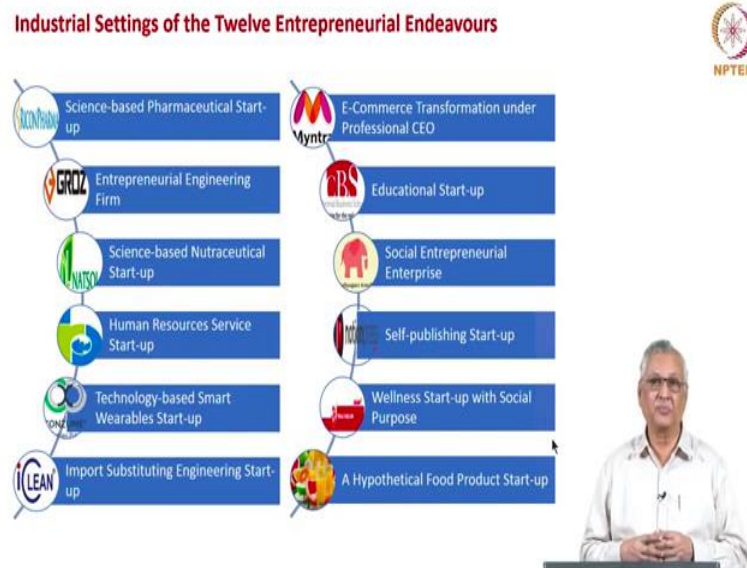 Industrial Settings of the Twelve Entrepreneurial Endeavours
NPTEL
Science-based Pharmaceutical Start-
up
GROZ
Entrepreneurial Engineering
Firm
Science-based Nutraceutical
Start-up
Human Resources Service
Start-up
Technology-based Smart
Wearables Start-up
iCLEAN
Import Substituting Engineering Start-
up
Myntra
E-Commerce Transformation under
Professional CEO
CBS
Educational Start-up
Social Entrepreneurial
Enterprise
Self-publishing Start-up
Wellness Start-up with Social
Purpose
A Hypothetical Food Product Start-up